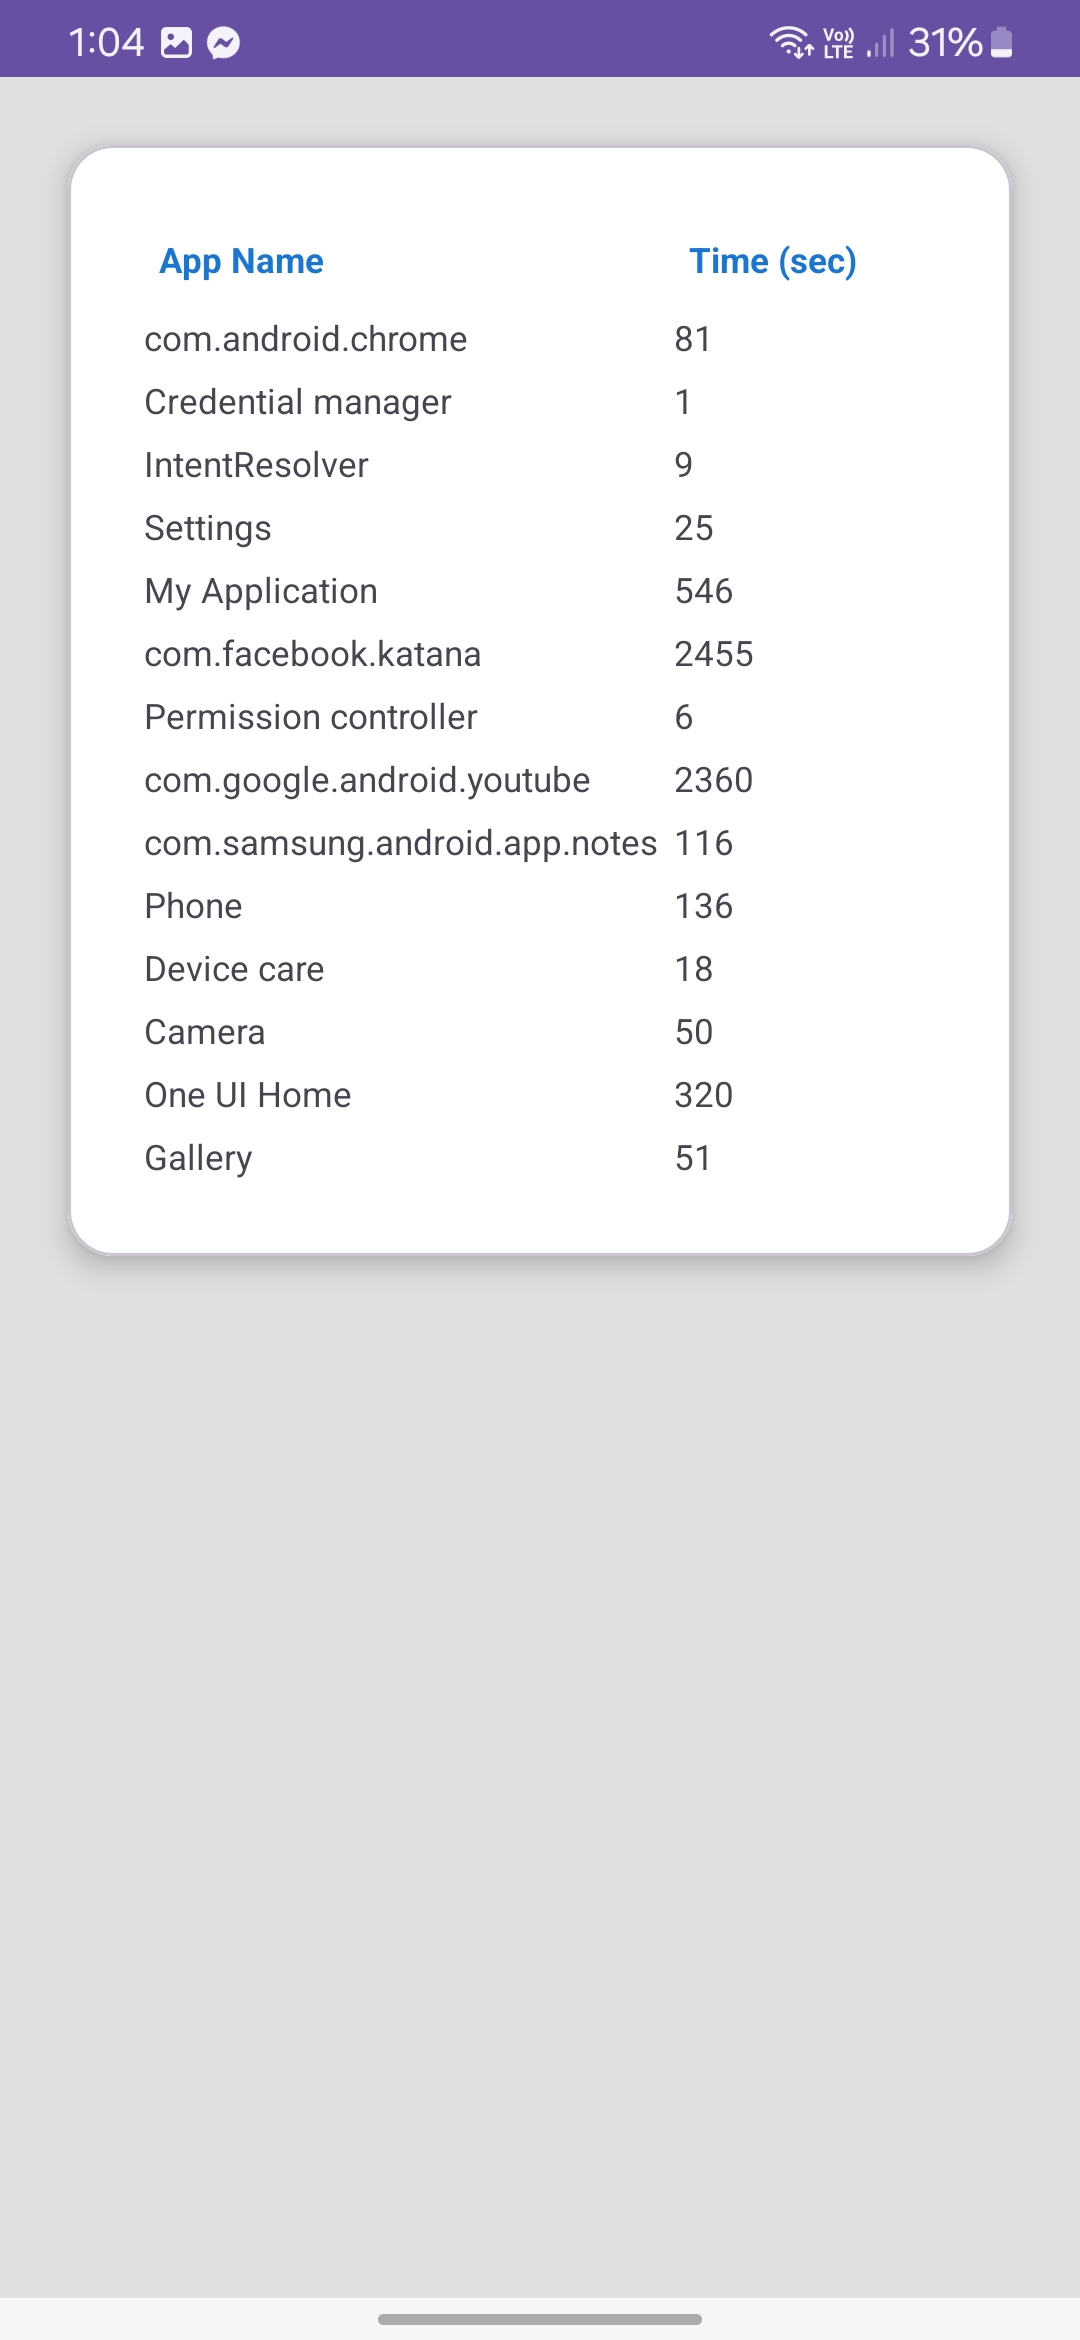 1:04 Vo)) LTE 31%
App Name Time (sec)
com.android.chrome 81
Credential manager 1
IntentResolver 9
Settings 25
My Application 546
com.facebook.katana 2455
Permission controller 6
com.google.android.youtube 2360
com.samsung.android.app.notes 116
Phone 136
Device care 18
Camera 50
One UI Home 320
Gallery 51